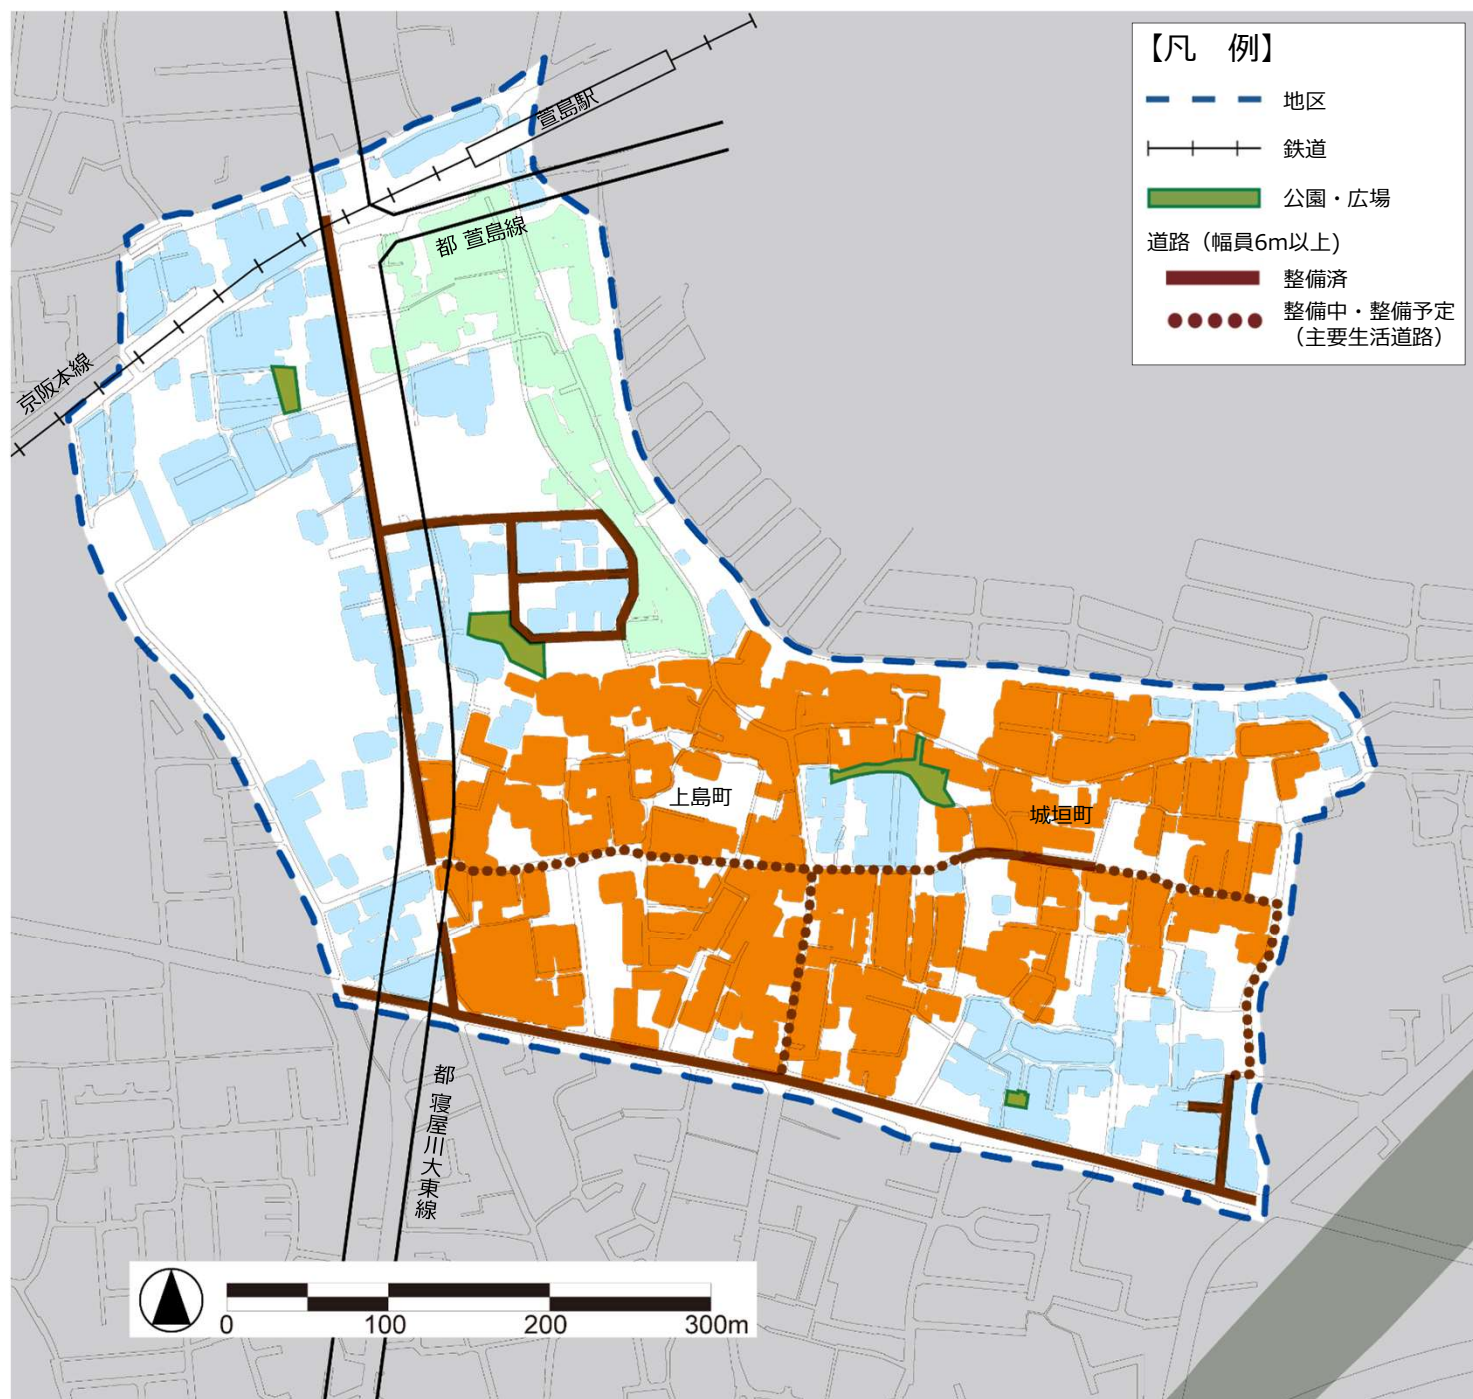 【凡　例】
地区
鉄道
公園・広場
道路（幅員6m以上)
整備済
整備中・整備予定
（主要生活道路）
萱島駅
都 萱島線
京阪本線
上島町
城垣町
都 寝屋川大東線
0 100 200 300m